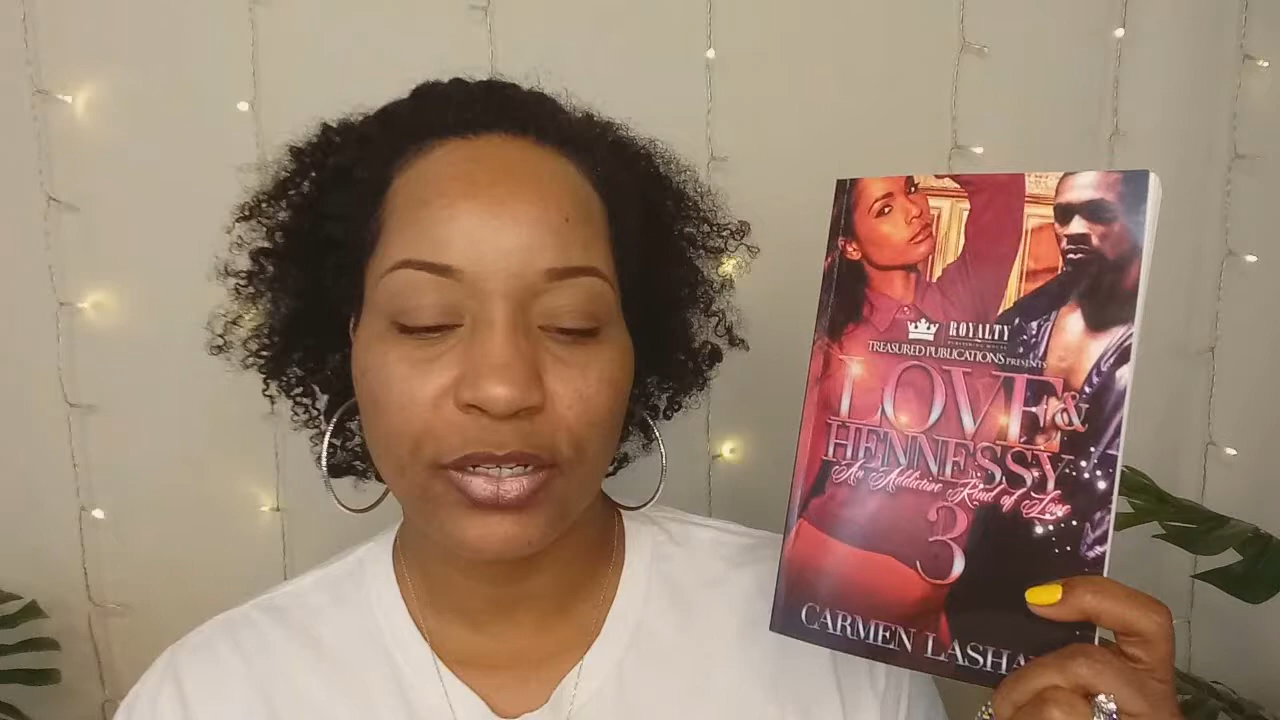 ROYALTY
PUBLISHING HOUSE
TREASURED PUBLICATIONS PRESENTS
LOVE &
HENNESSY
An Addictive Kind of Love
3
CARMEN LASHA